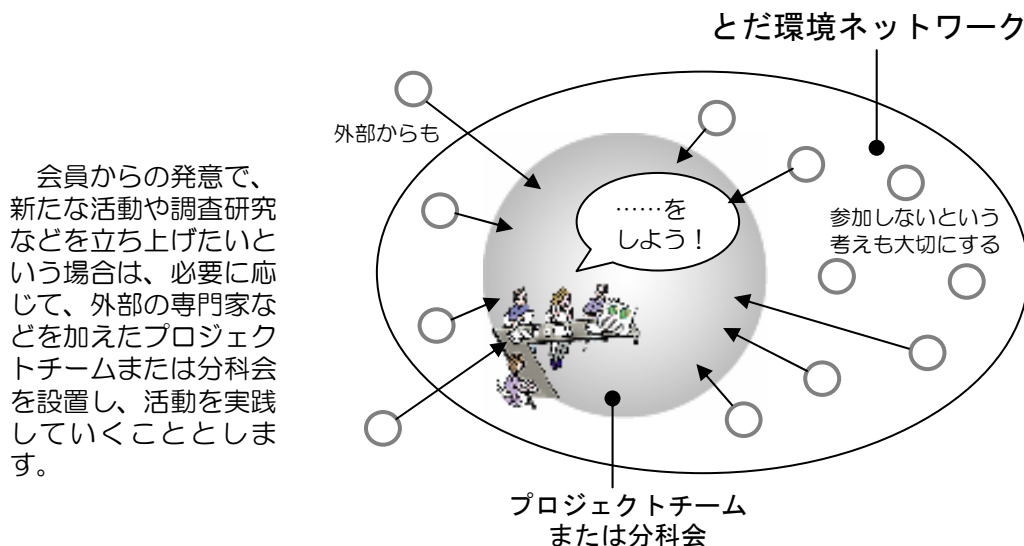 とだ環境ネットワーク
外部からも
会員からの発意で、
新たな活動や調査研究
などを立ち上げたいと
いう場合は、必要に応
じて、外部の専門家な
どを加えたプロジェク
トチームまたは分科会
を設置し、活動を実践
していくこととしま
す。
……を
しよう！
参加しないという
考えも大切にする
プロジェクトチーム
または分科会